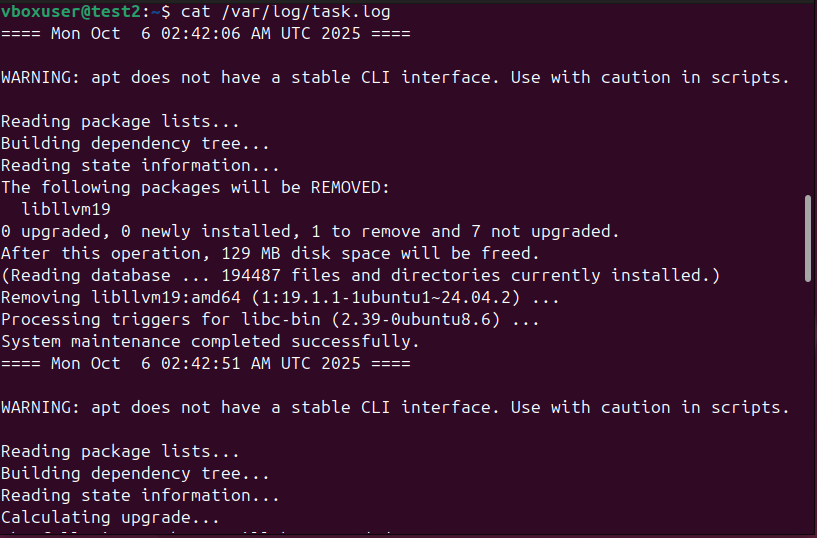 vboxuser@test2:~$ cat /var/log/task.log
==== Mon Oct  6 02:42:06 AM UTC 2025 ====
WARNING: apt does not have a stable CLI interface. Use with caution in scripts.
Reading package lists...
Building dependency tree...
Reading state information...
The following packages will be REMOVED:
  libllvm19
0 upgraded, 0 newly installed, 1 to remove and 7 not upgraded.
After this operation, 129 MB disk space will be freed.
(Reading database ... 194487 files and directories currently installed.)
Removing libllvm19:amd64 (1:19.1.1-1ubuntu1~24.04.2) ...
Processing triggers for libc-bin (2.39-0ubuntu8.6) ...
System maintenance completed successfully.
==== Mon Oct  6 02:42:51 AM UTC 2025 ====
WARNING: apt does not have a stable CLI interface. Use with caution in scripts.
Reading package lists...
Building dependency tree...
Reading state information...
Calculating upgrade...